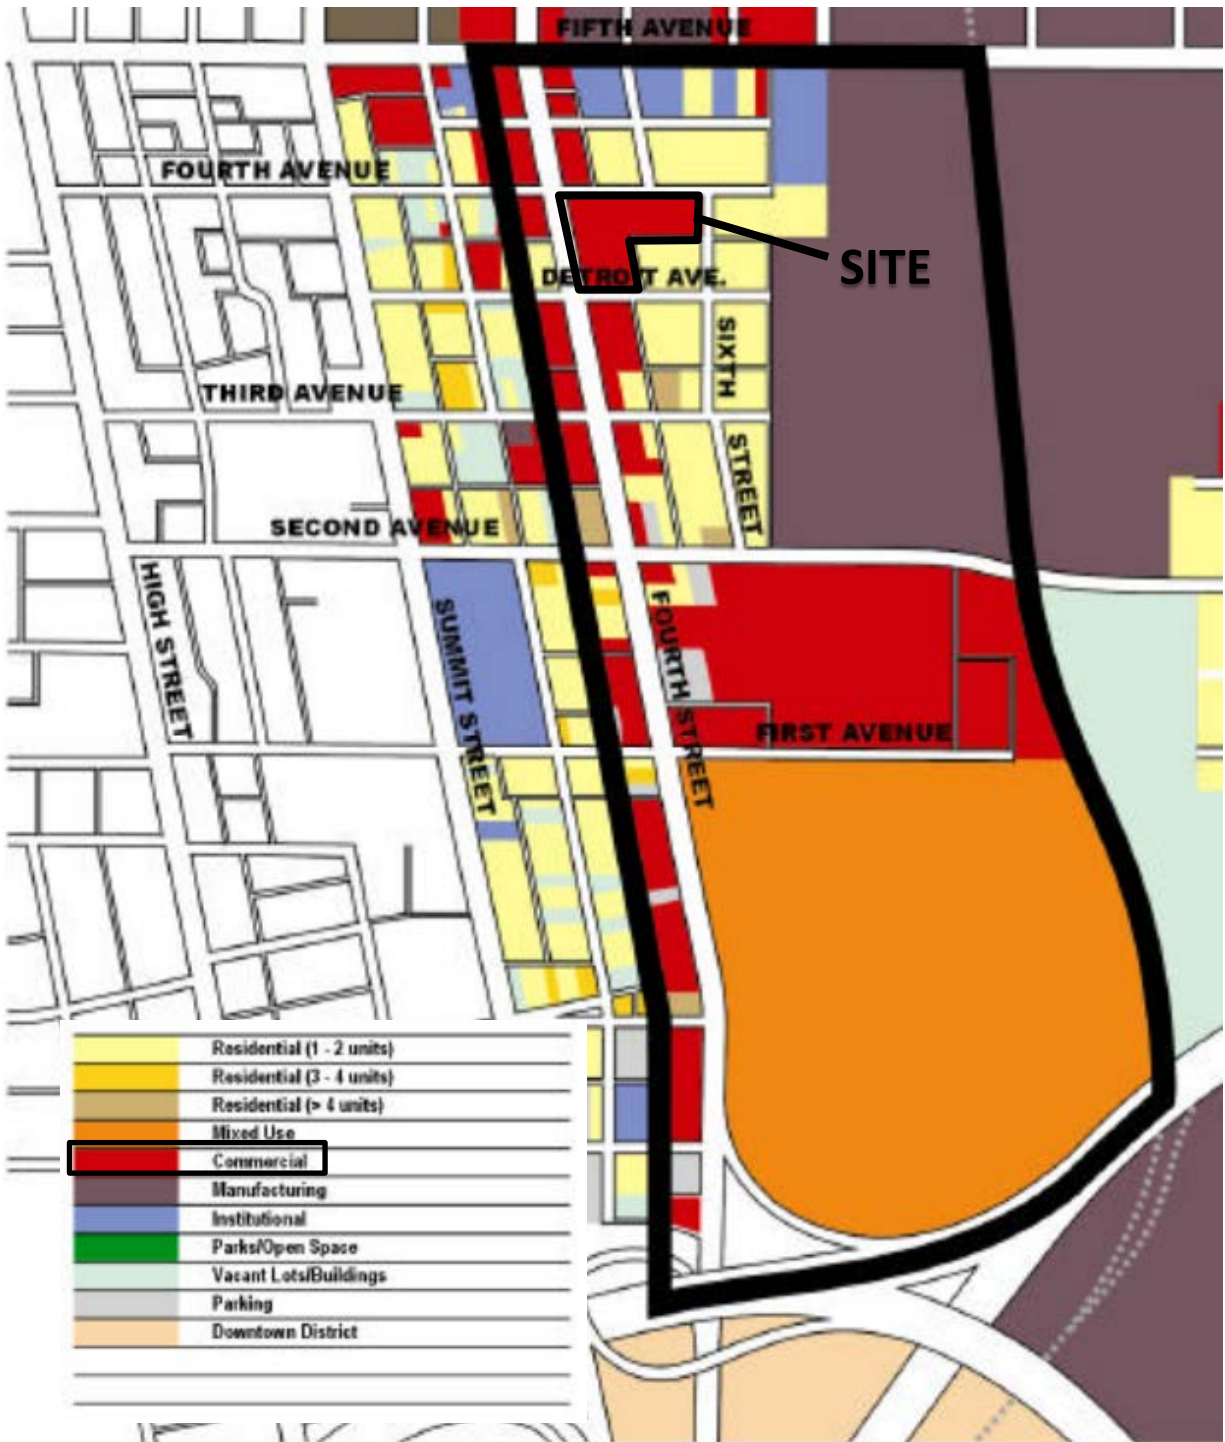 FIFTH AVENUE
FOURTH AVENUE
SITE
DETROIT AVE.
SIXTH
STREET
THIRD AVENUE
SECOND AVENUE
HIGH STREET
SUMMIT STREET
FOURTH STREET
FIRST AVENUE
Residential (1 - 2 units)
Residential (3 - 4 units)
Residential (> 4 units)
Mixed Use
Commercial
Manufacturing
Institutional
Parks/Open Space
Vacant Lots/Buildings
Parking
Downtown District